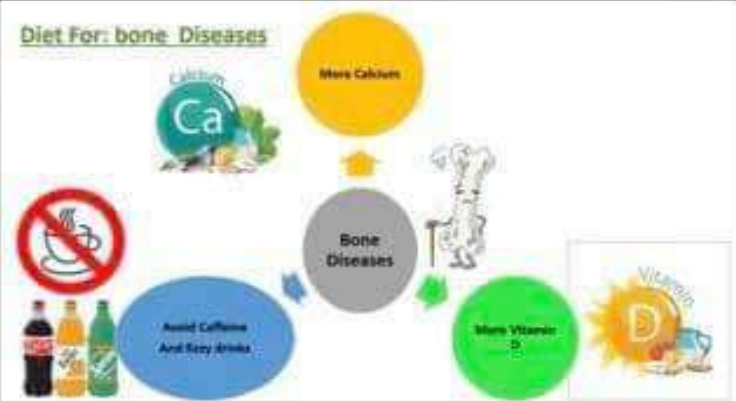 Diet For: bone Diseases
More Calcium
Calcium
Ca
Bone
Diseases
Avoid Caffeine
And fizzy drinks
More Vitamin
D
Vitamin
D